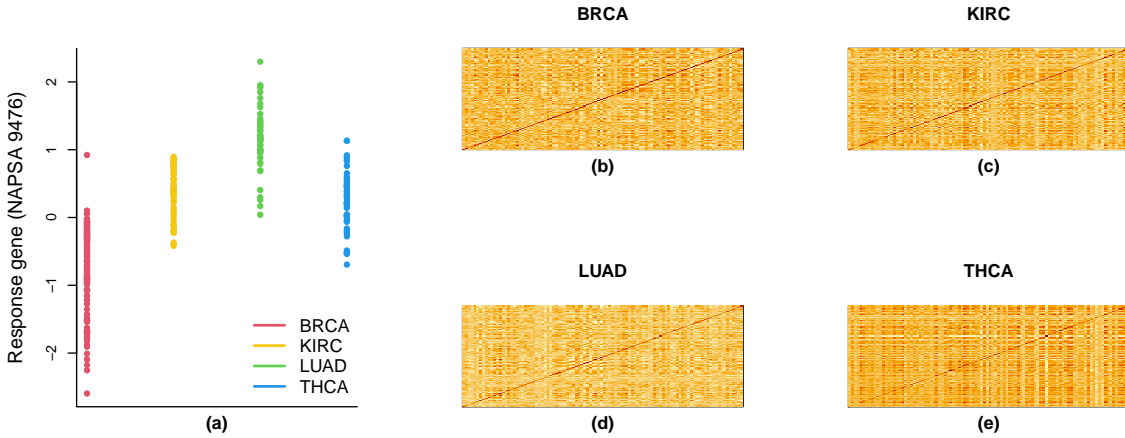 Response gene (NAPSA 9476)
2
1
0
−1
−2
BRCA
KIRC
LUAD
THCA
(a)
BRCA
(b)
KIRC
(c)
LUAD
(d)
THCA
(e)